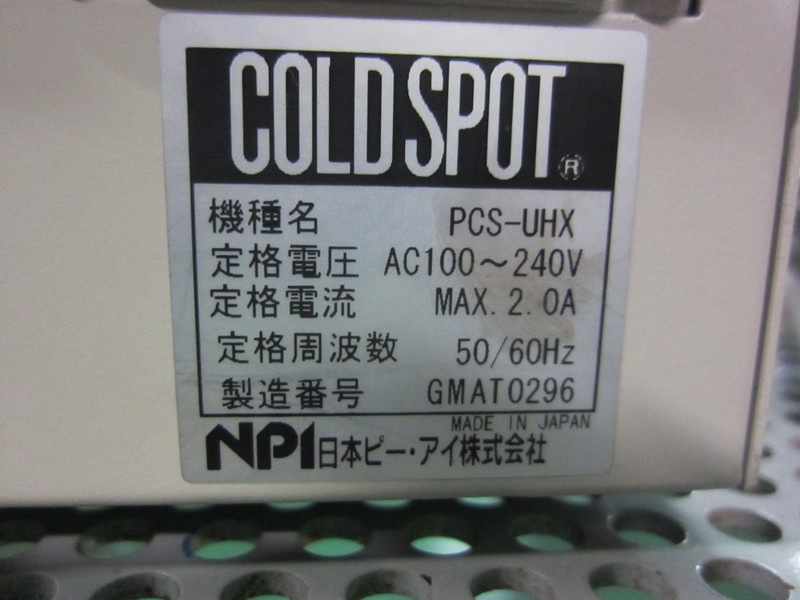 COLD SPOT ®
機種名 PCS-UHX
定格電圧 AC100～240V
定格電流 MAX. 2. 0A
定格周波数 50/60Hz
製造番号 GMAT0296
MADE IN JAPAN
NPI日本ピー・アイ株式会社